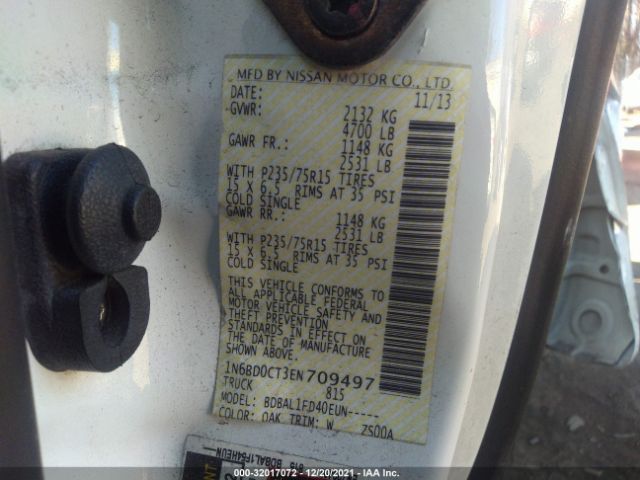 MFD BY NISSAN MOTOR CO., LTD.
DATE: 11/13
GVWR: 2132 KG
4700 LB
GAWR FR.: 1148 KG
2531 LB
WITH P235/75R15 TIRES
15 X 6.5 RIMS AT 35 PSI
COLD SINGLE
GAWR RR.: 1148 KG
2531 LB
WITH P235/75R15 TIRES
15 X 6.5 RIMS AT 35 PSI
COLD SINGLE
THIS VEHICLE CONFORMS TO
ALL APPLICABLE FEDERAL
MOTOR VEHICLE SAFETY AND
THEFT PREVENTION
STANDARDS IN EFFECT ON
THE DATE OF MANUFACTURE
SHOWN ABOVE.
1N6BD0CT3EN709497
TRUCK 815
MODEL: BDBAL1FD40EUN-----
COLOR: QAK TRIM: W ZS00A
000-32017072 - 12/20/2021 - IAAI.com